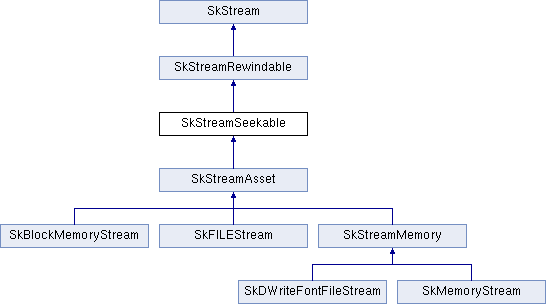 SkStream
SkStreamRewindable
SkStreamSeekable
SkStreamAsset
SkBlockMemoryStream
SkFILEStream
SkStreamMemory
SkDWriteFontFileStream
SkMemoryStream